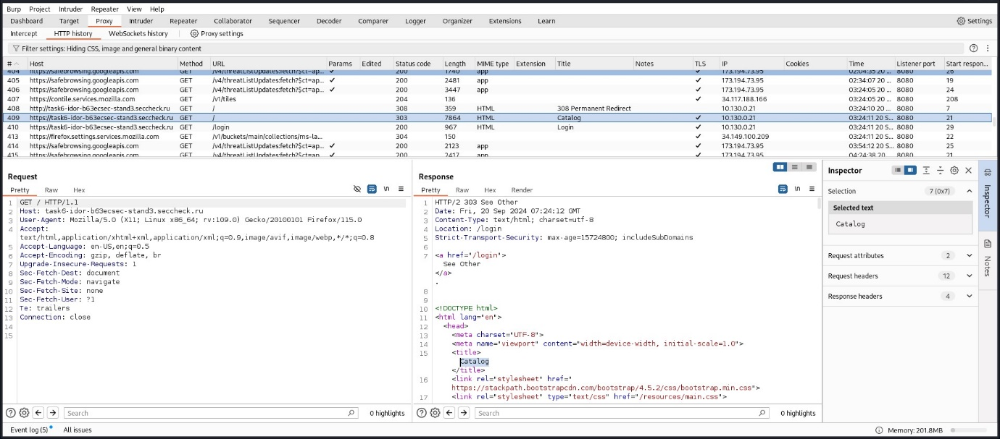 Burp Project Intruder Repeater View Help
Dashboard Target Proxy Intruder Repeater Collaborator Sequencer Decoder Comparer Logger Organizer Extensions Learn Settings
Intercept HTTP history WebSockets history Proxy settings
Filter settings: Hiding CSS, image and general binary content
# Host Method URL Params Edited Status code Length MIME type Extension Title Notes TLS IP Cookies Time Listener port Start respon...
404 https://safebrowsing.googleapis.com GET /v4/threatListUpdates:fetch?$ct=ap... ✓ 200 1740 app ✓ 173.194.73.95 02:04:35 20 ... 8080 26
405 https://safebrowsing.googleapis.com GET /v4/threatListUpdates:fetch?$ct=ap... ✓ 200 2481 app ✓ 173.194.73.95 02:34:07 20 ... 8080 19
406 https://safebrowsing.googleapis.com GET /v4/threatListUpdates:fetch?$ct=ap... ✓ 200 3447 app ✓ 173.194.73.95 03:24:05 20 ... 8080 24
407 https://contile.services.mozilla.com GET /v1/tiles 204 136 ✓ 34.117.188.166 03:24:05 20 ... 8080 208
408 http://task6-idor-b63ecsec-stand3.seccheck.ru GET / 308 359 HTML 308 Permanent Redirect 10.130.0.21 03:24:10 20 ... 8080 7
409 https://task6-idor-b63ecsec-stand3.seccheck.ru GET / 303 7864 HTML Catalog ✓ 10.130.0.21 03:24:11 20 S... 8080 21
410 https://task6-idor-b63ecsec-stand3.seccheck.ru GET /login 200 967 HTML Login ✓ 10.130.0.21 03:24:11 20 S... 8080 29
413 https://firefox.settings.services.mozilla.com GET /v1/buckets/main/collections/ms-la... 304 150 ✓ 34.149.100.209 03:24:11 20 S... 8080 22
414 https://safebrowsing.googleapis.com GET /v4/threatListUpdates:fetch?$ct=ap... ✓ 200 2123 app ✓ 173.194.73.95 03:54:12 20 S... 8080 25
415 https://safebrowsing.googleapis.com GET /v4/threatListUpdates:fetch?$ct=ap... ✓ 200 2417 app ✓ 173.194.73.95 04:24:38 20 ... 8080 21
Request
Pretty Raw Hex \n
1 GET / HTTP/1.1
2 Host: task6-idor-b63ecsec-stand3.seccheck.ru
3 User-Agent: Mozilla/5.0 (X11; Linux x86_64; rv:109.0) Gecko/20100101 Firefox/115.0
4 Accept:
text/html,application/xhtml+xml,application/xml;q=0.9,image/avif,image/webp,*/*;q=0.8
5 Accept-Language: en-US,en;q=0.5
6 Accept-Encoding: gzip, deflate, br
7 Upgrade-Insecure-Requests: 1
8 Sec-Fetch-Dest: document
9 Sec-Fetch-Mode: navigate
10 Sec-Fetch-Site: none
11 Sec-Fetch-User: ?1
12 Te: trailers
13 Connection: close
14
15
Search 0 highlights
Response
Pretty Raw Hex Render \n
1 HTTP/2 303 See Other
2 Date: Fri, 20 Sep 2024 07:24:12 GMT
3 Content-Type: text/html; charset=utf-8
4 Location: /login
5 Strict-Transport-Security: max-age=15724800; includeSubDomains
6
7 <a href="/login">
See Other
</a>
.
8
9
10 <!DOCTYPE html>
11 <html lang="en">
12 <head>
13 <meta charset="UTF-8">
14 <meta name="viewport" content="width=device-width, initial-scale=1.0">
15 <title>
Catalog
</title>
16 <link rel="stylesheet" href="
https://stackpath.bootstrapcdn.com/bootstrap/4.5.2/css/bootstrap.min.css">
17 <link rel="stylesheet" type="text/css" href="/resources/main.css">
Search 0 highlights
Inspector
Selection 7 (0x7)
Selected text
Catalog
Request attributes 2
Request headers 12
Response headers 4
Inspector
Notes
Event log (5) All issues Memory: 201.8MB